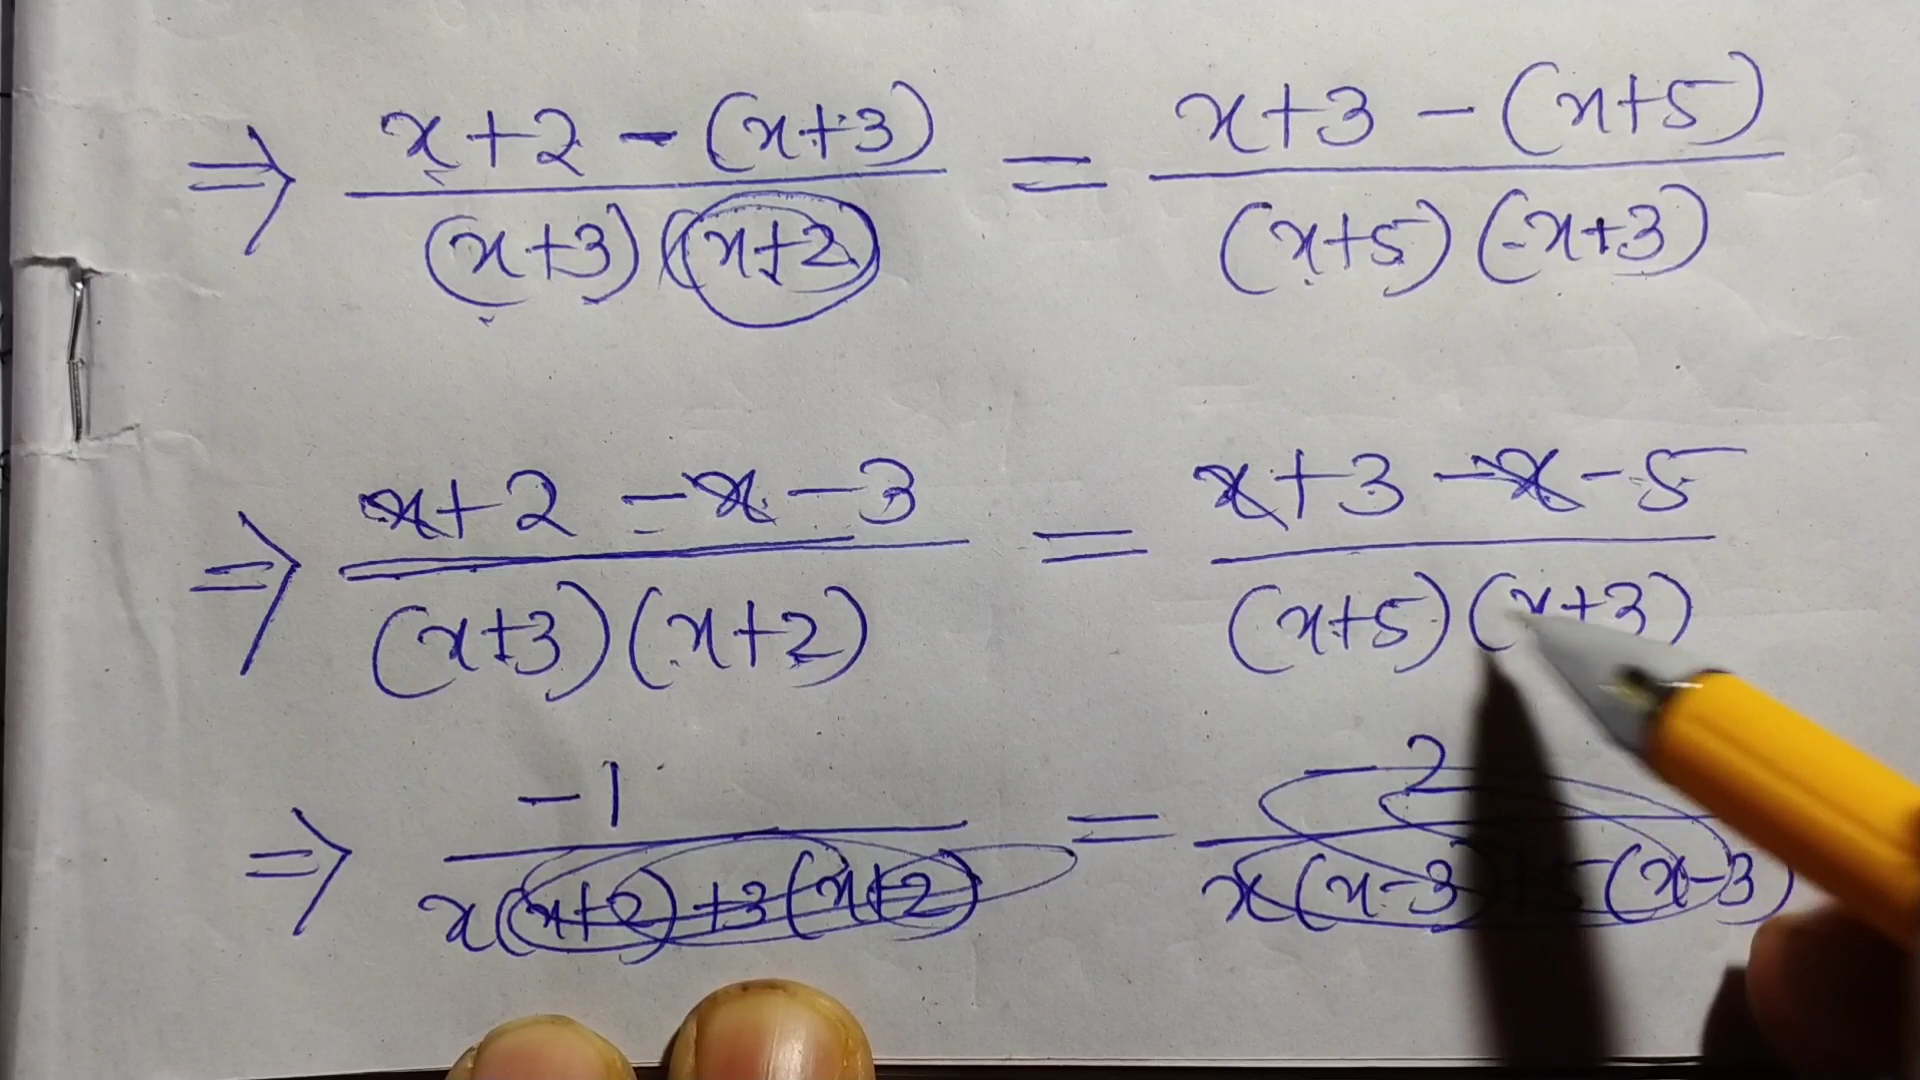 ⇒ x+2-(x+3) / (x+3)(x+2) = x+3-(x+5) / (x+5)(x+3)
⇒ x+2-x-3 / (x+3)(x+2) = x+3-x-5 / (x+5)(x+3)
⇒ -1 / x(x+2)+3(x+2) = -2 / x(x-3) (x-3)